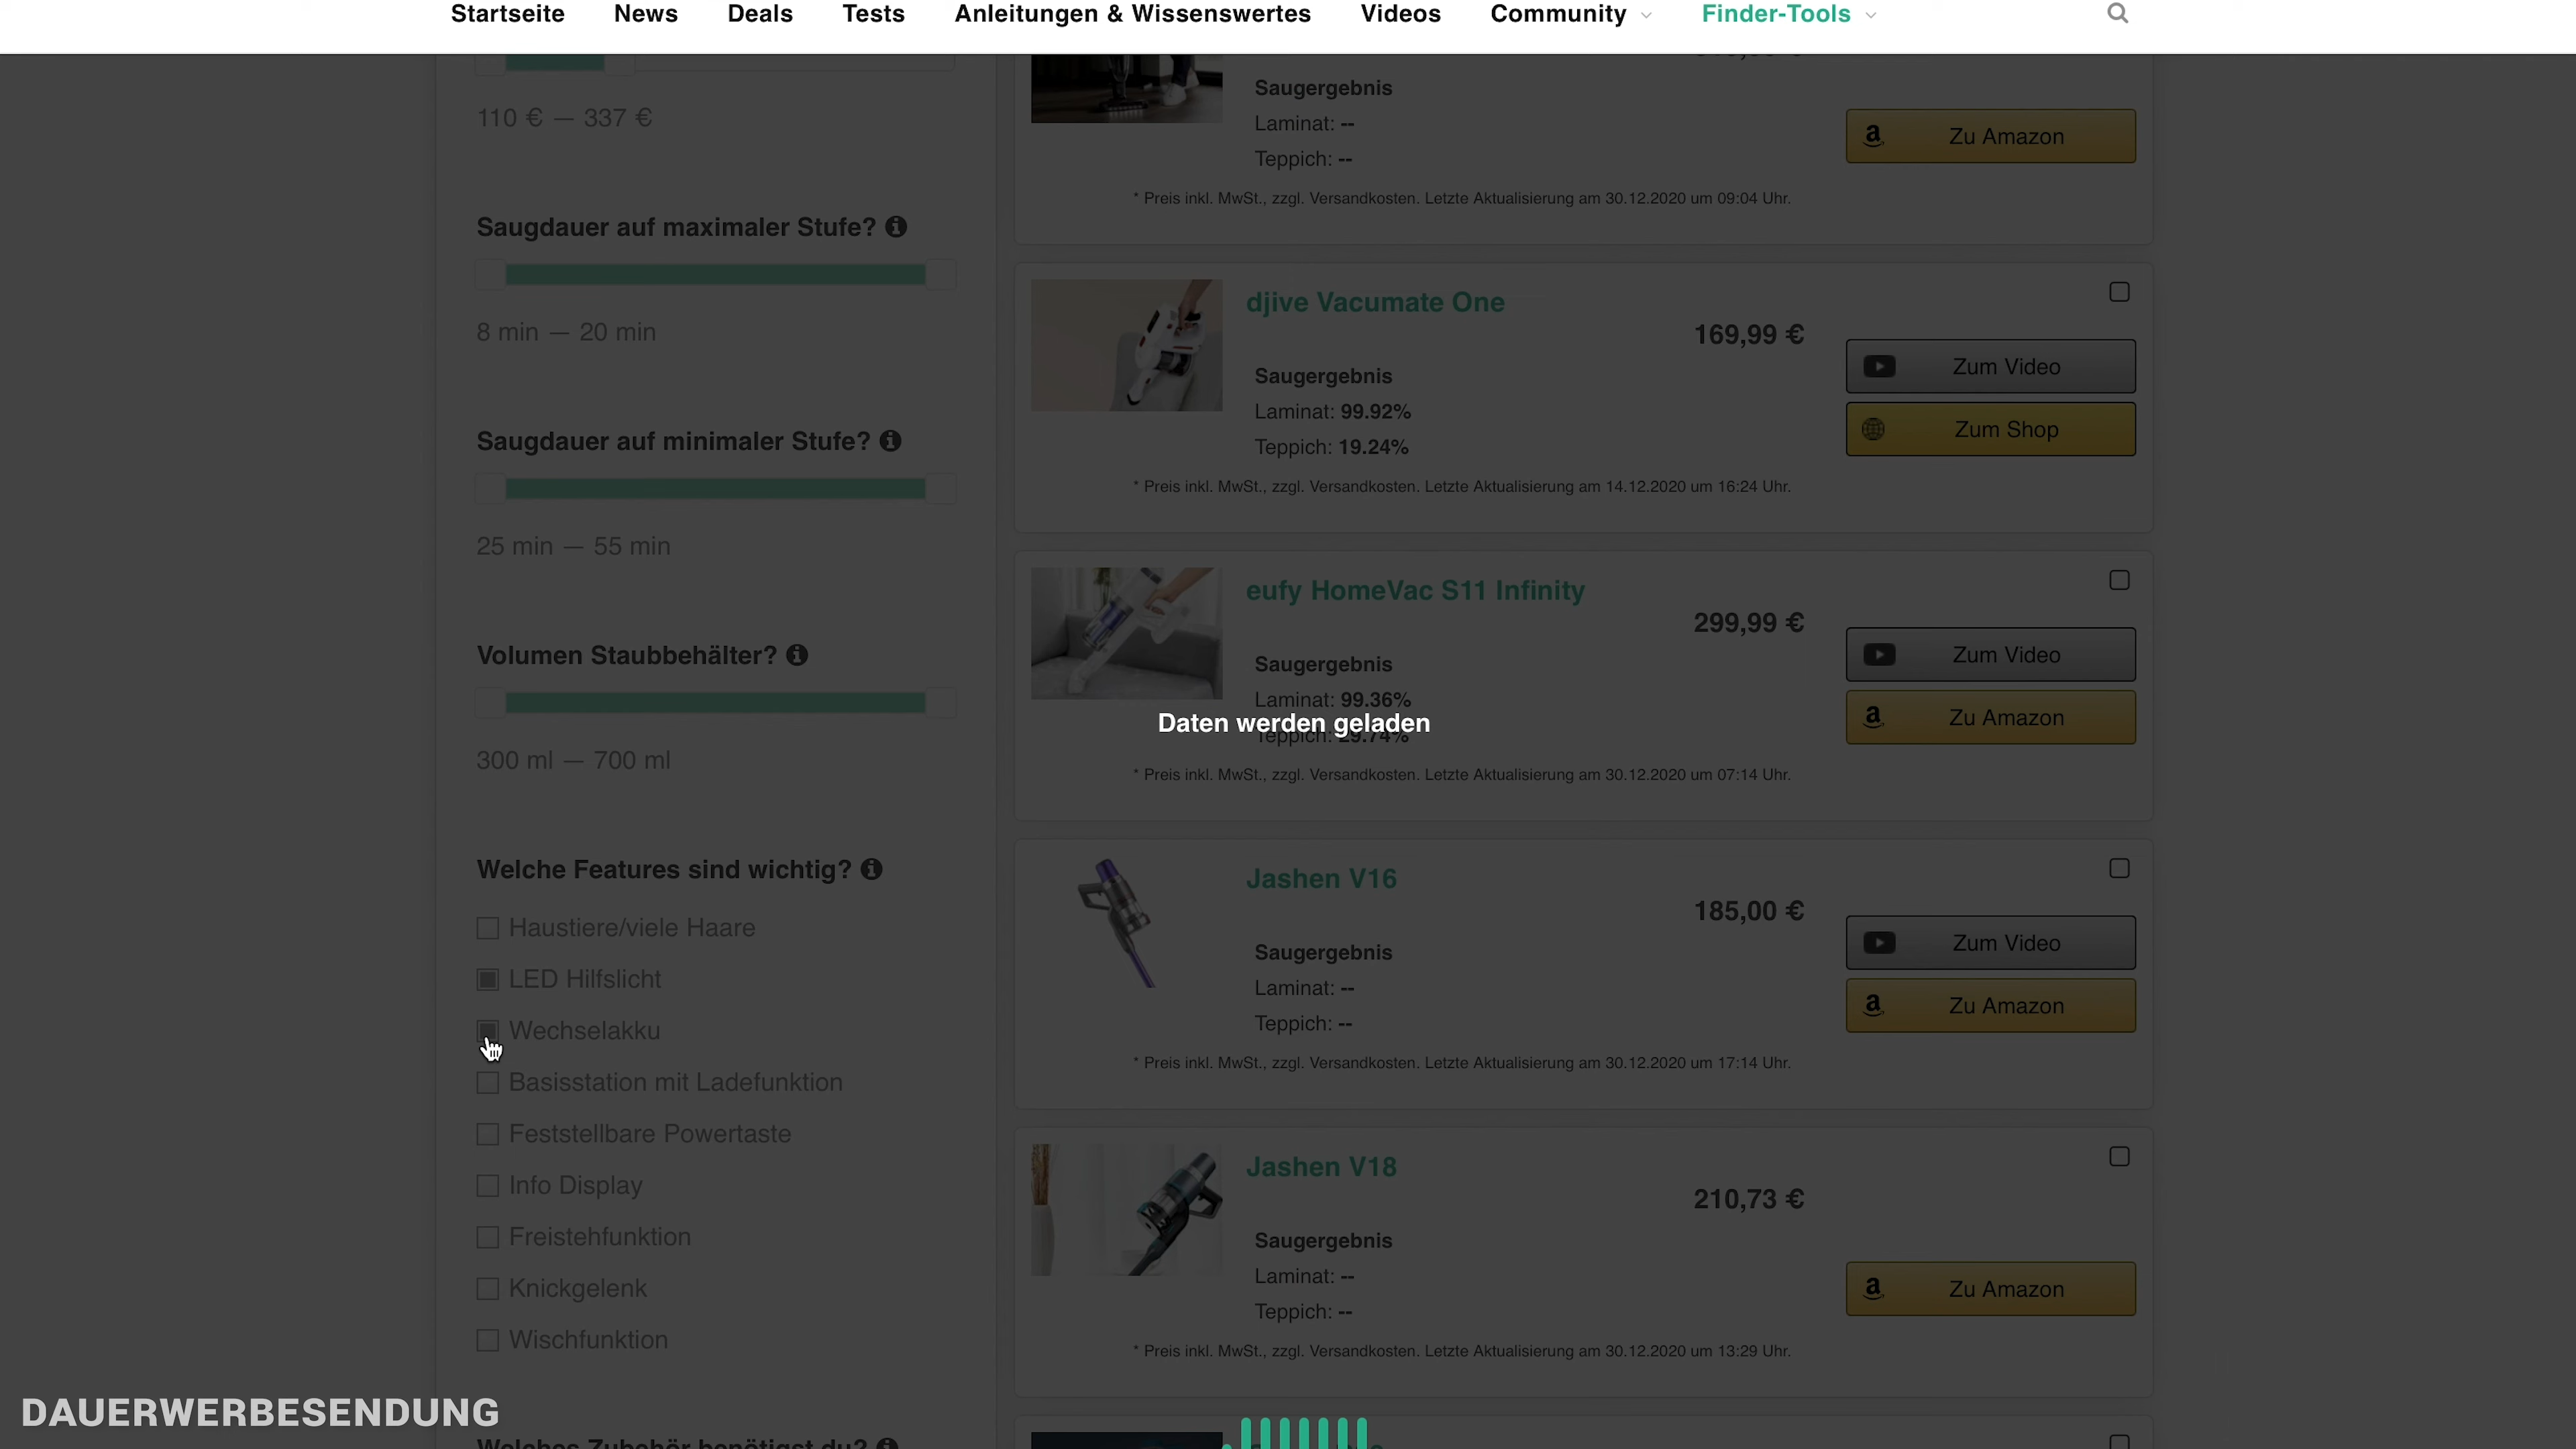 Startseite News Deals Tests Anleitungen & Wissenswertes Videos Community Finder-Tools
110 € — 337 €
Saugdauer auf maximaler Stufe?
8 min — 20 min
Saugdauer auf minimaler Stufe?
25 min — 55 min
Volumen Staubbehälter?
300 ml — 700 ml
Welche Features sind wichtig?
Haustiere/viele Haare
LED Hilfslicht
Wechselakku
Basisstation mit Ladefunktion
Feststellbare Powertaste
Info Display
Freistehfunktion
Knickgelenk
Wischfunktion
Welches Zubehör benötigst du?
Saugergebnis
Laminat: --
Teppich: --
Zu Amazon
* Preis inkl. MwSt., zzgl. Versandkosten. Letzte Aktualisierung am 30.12.2020 um 09:04 Uhr.
djive Vacumate One
169,99 €
Saugergebnis
Laminat: 99.92%
Teppich: 19.24%
Zum Video
Zum Shop
* Preis inkl. MwSt., zzgl. Versandkosten. Letzte Aktualisierung am 14.12.2020 um 16:24 Uhr.
eufy HomeVac S11 Infinity
299,99 €
Saugergebnis
Laminat: 99.36%
Teppich: 29.74%
Zum Video
Zu Amazon
Daten werden geladen
* Preis inkl. MwSt., zzgl. Versandkosten. Letzte Aktualisierung am 30.12.2020 um 07:14 Uhr.
Jashen V16
185,00 €
Saugergebnis
Laminat: --
Teppich: --
Zum Video
Zu Amazon
* Preis inkl. MwSt., zzgl. Versandkosten. Letzte Aktualisierung am 30.12.2020 um 17:14 Uhr.
Jashen V18
210,73 €
Saugergebnis
Laminat: --
Teppich: --
Zu Amazon
* Preis inkl. MwSt., zzgl. Versandkosten. Letzte Aktualisierung am 30.12.2020 um 13:29 Uhr.
DAUERWERBESENDUNG